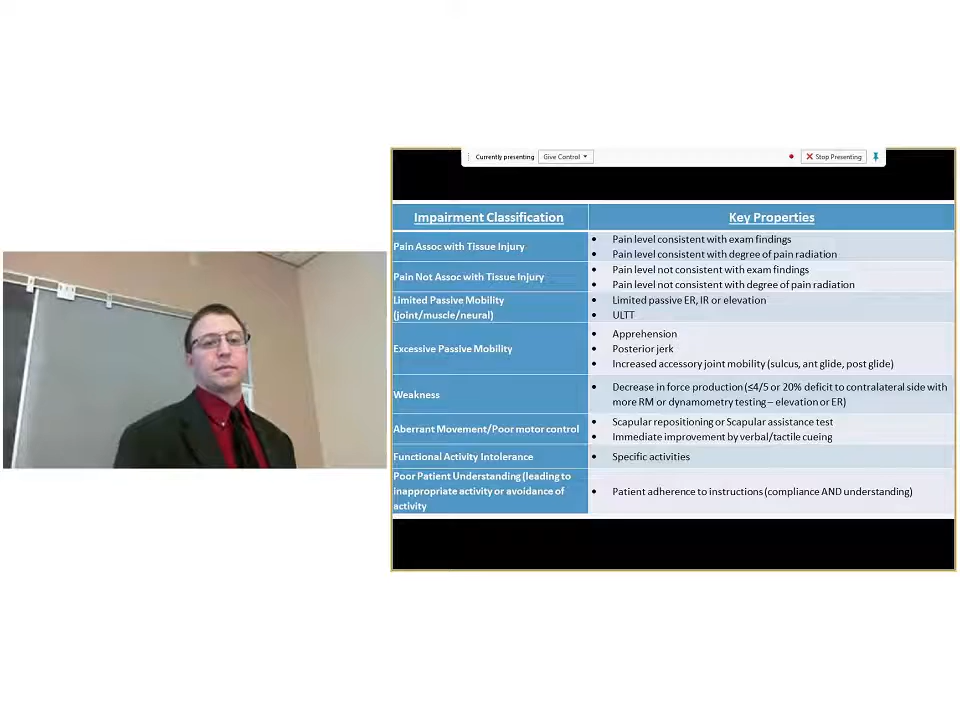 Currently presenting Give Control Stop Presenting
Impairment Classification Key Properties
Pain Assoc with Tissue Injury
• Pain level consistent with exam findings
• Pain level consistent with degree of pain radiation
Pain Not Assoc with Tissue Injury
• Pain level not consistent with exam findings
• Pain level not consistent with degree of pain radiation
Limited Passive Mobility
(joint/muscle/neural)
• Limited passive ER, IR or elevation
• ULTT
Excessive Passive Mobility
• Apprehension
• Posterior jerk
• Increased accessory joint mobility (sulcus, ant glide, post glide)
Weakness
• Decrease in force production (≤4/5 or 20% deficit to contralateral side with
more RM or dynamometry testing – elevation or ER)
Aberrant Movement/Poor motor control
• Scapular repositioning or Scapular assistance test
• Immediate improvement by verbal/tactile cueing
Functional Activity Intolerance
• Specific activities
Poor Patient Understanding (leading to
inappropriate activity or avoidance of
activity
• Patient adherence to instructions (compliance AND understanding)